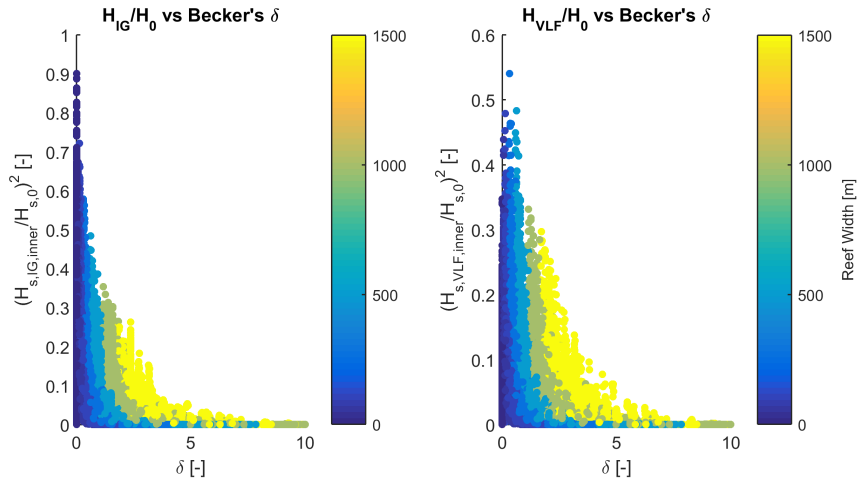 H_IG/H_0 vs Becker's δ
1
0.9
0.8
0.7
0.6
0.5
0.4
0.3
0.2
0.1
0
(H_s,IG,inner/H_s,0)^2 [-]
0 5 10
δ [-]
1500
1000
500
0
H_VLF/H_0 vs Becker's δ
0.6
0.5
0.4
0.3
0.2
0.1
0
(H_s,VLF,inner/H_s,0)^2 [-]
0 5 10
δ [-]
1500
1000
500
0
Reef Width [m]